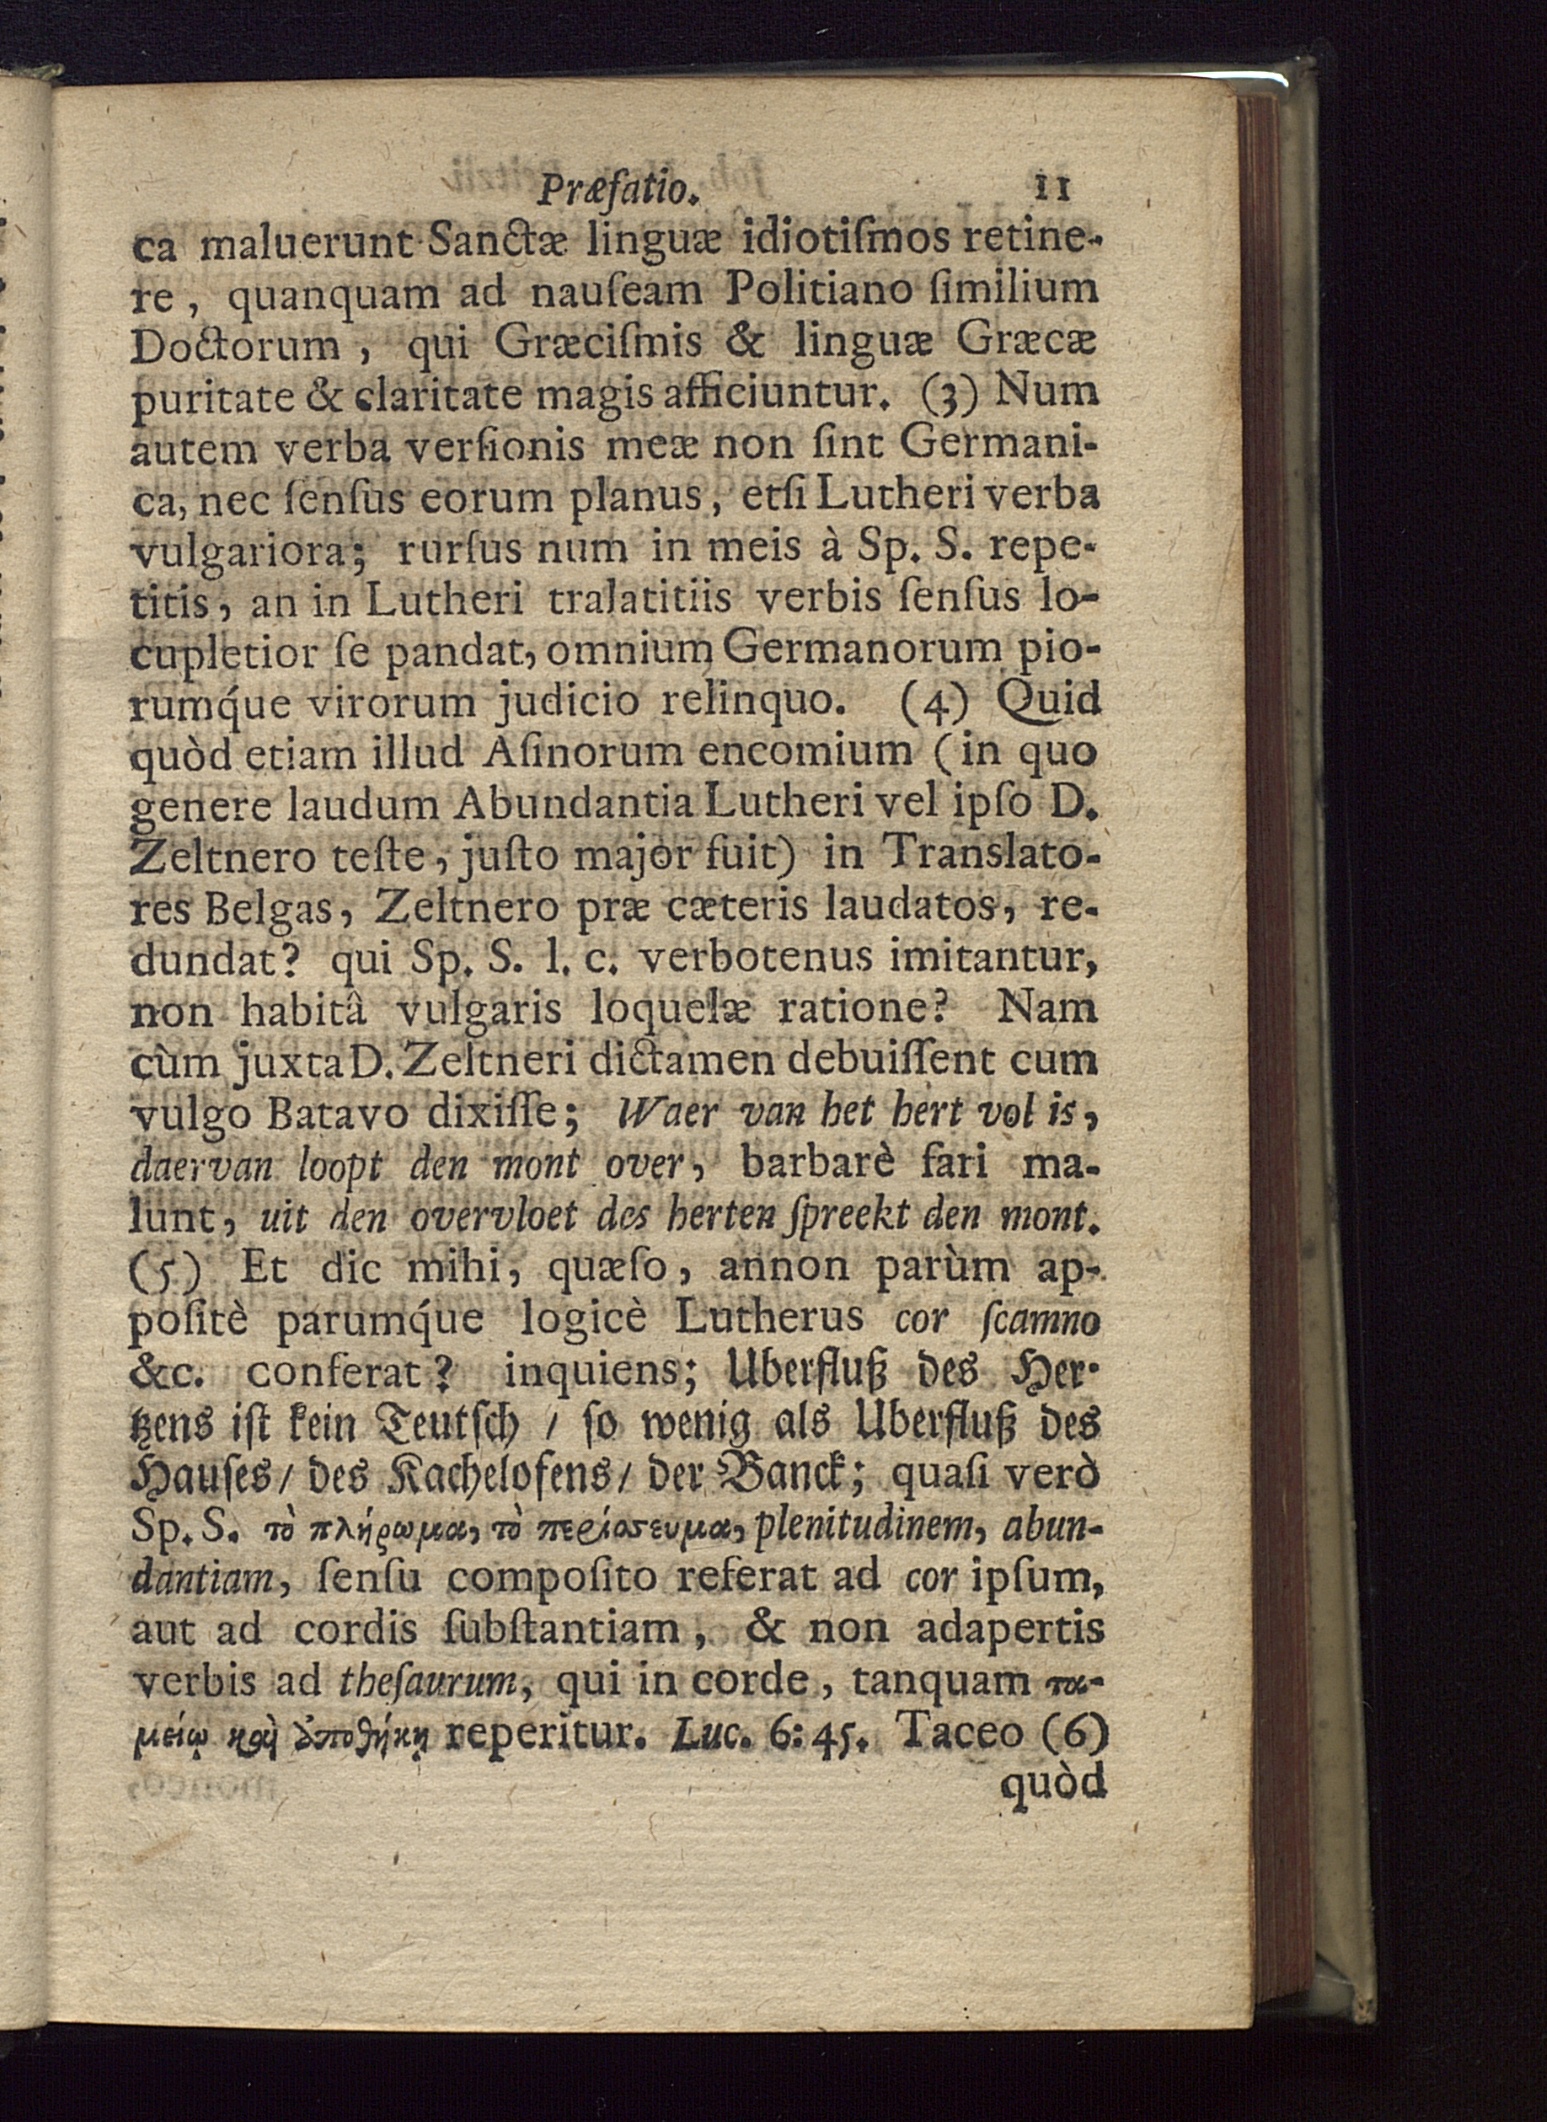 Præfatio. 11
ca maluerunt Sanctæ linguæ idiotiſmos retine-
re, quanquam ad nauſeam Politiano ſimilium
Doctorum, qui Græciſmis & linguæ Græcæ
puritate & claritate magis afficiuntur. (3) Num
autem verba verſionis meæ non ſint Germani-
ca, nec ſenſus eorum planus, etſi Lutheri verba
vulgariora; rurſus num in meis à Sp. S. repe-
titis, an in Lutheri tralatitiis verbis ſenſus lo-
cupletior ſe pandat, omnium Germanorum pio-
rumq́ue virorum judicio relinquo. (4) Quid
quòd etiam illud Aſinorum encomium (in quo
genere laudum Abundantia Lutheri vel ipſo D.
Zeltnero teſte, juſto major fuit) in Translato-
res Belgas, Zeltnero præ cæteris laudatos, re-
dundat? qui Sp. S. l. c. verbotenus imitantur,
non habitâ vulgaris loquelæ ratione? Nam
cùm juxta D. Zeltneri dictamen debuiſſent cum
vulgo Batavo dixiſſe; Waer van het hert vol is,
daervan loopt den mont over, barbarè fari ma-
lunt, uit den overvloet des herten ſpreekt den mont.
(5) Et dic mihi, quæſo, annon parùm ap-
poſitè parumq́ue logicè Lutherus cor ſcamno
&c. conferat? inquiens; Uberfluß des Her-
tzens iſt kein Teutſch / ſo wenig als Uberfluß des
Hauſes / des Kachelofens / der Banck; quaſi verò
Sp. S. τὸ πλήρωμα, τὸ περίσσευμα, plenitudinem, abun-
dantiam, ſenſu compoſito referat ad cor ipſum,
aut ad cordis ſubſtantiam, & non adapertis
verbis ad theſaurum, qui in corde, tanquam τα-
μείῳ καὶ ἀποθήκῃ reperitur. Luc. 6: 45. Taceo (6)
quòd